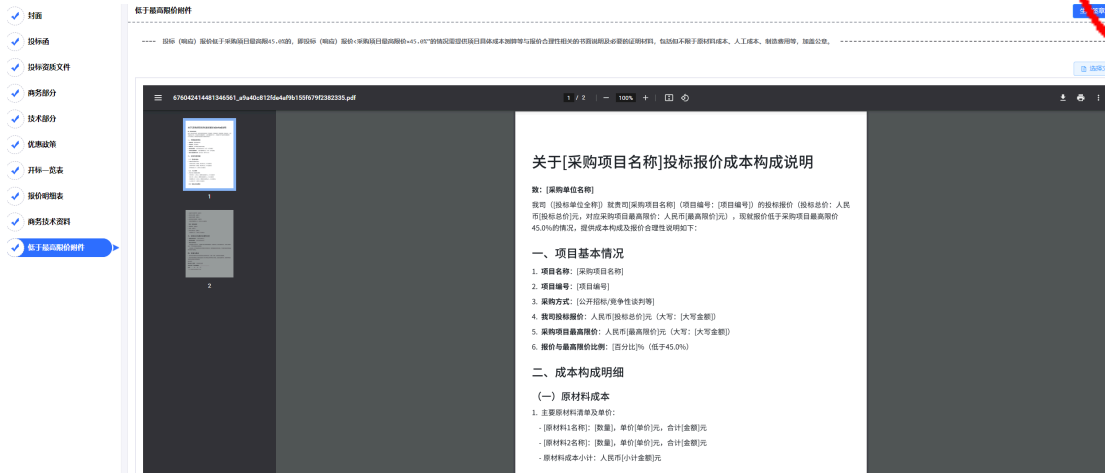 封面
投标函
投标资质文件
商务部分
技术部分
优惠政策
开标一览表
报价明细表
商务技术资料
低于最高限价附件
低于最高限价附件
投标（响应）报价低于采购项目最高限45.0%的，即投标（响应）报价<采购项目最高限价×45.0%"的情况需提供项目具体成本测算等与报价合理性相关的书面说明及必要的证明材料，包括但不限于原材料成本、人工成本、制造费用等，加盖公章。
选择
676042414481346561_a9a40c812fde4af9b155f679f2382335.pdf
1 / 2
100%
1
2
关于[采购项目名称]投标报价成本构成说明
致：[采购单位名称]
我司（[投标单位全称]）就贵司[采购项目名称]（项目编号：[项目编号]）的投标报价（投标总价：人民
币[投标总价]元，对应采购项目最高限价：人民币[最高限价]元），现就报价低于采购项目最高限价
45.0%的情况，提供成本构成及报价合理性说明如下：
一、项目基本情况
1. 项目名称：[采购项目名称]
2. 项目编号：[项目编号]
3. 采购方式：[公开招标/竞争性谈判等]
4. 我司投标报价：人民币[投标总价]元（大写：[大写金额]）
5. 采购项目最高限价：人民币[最高限价]元（大写：[大写金额]）
6. 报价与最高限价比例：[百分比]%（低于45.0%）
二、成本构成明细
（一）原材料成本
1. 主要原材料清单及单价：
- [原材料1名称]：[数量]，单价[单价]元，合计[金额]元
- [原材料2名称]：[数量]，单价[单价]元，合计[金额]元
- 原材料成本小计：人民币[小计金额]元